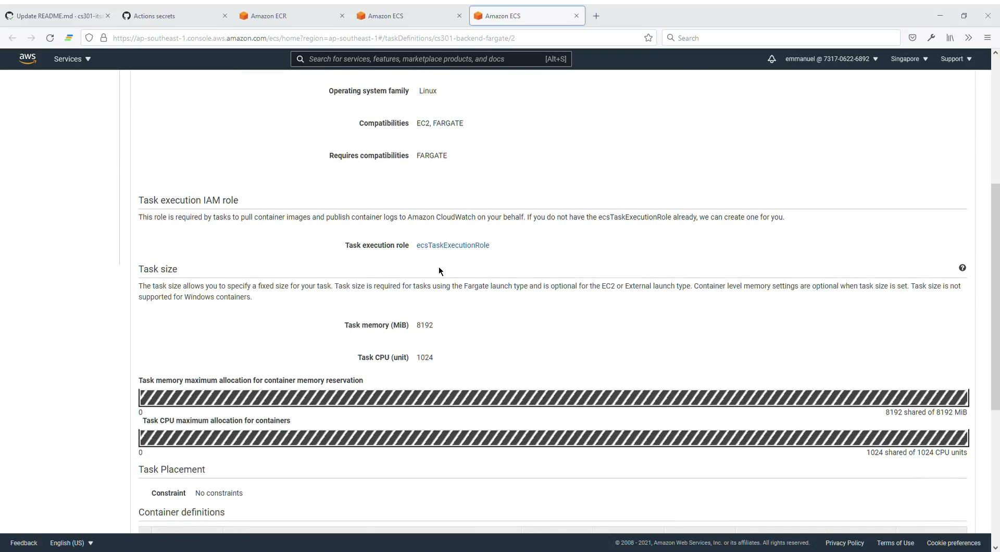 Update README.md · cs301-its
Actions secrets
Amazon ECR
Amazon ECS
Amazon ECS
https://ap-southeast-1.console.aws.amazon.com/ecs/home?region=ap-southeast-1#/taskDefinitions/cs301-backend-fargate/2
Search
aws
Services
Search for services, features, marketplace products, and docs
[Alt+S]
emmanuel @ 7317-0622-6892
Singapore
Support
Operating system family Linux
Compatibilities EC2, FARGATE
Requires compatibilities FARGATE
Task execution IAM role
This role is required by tasks to pull container images and publish container logs to Amazon CloudWatch on your behalf. If you do not have the ecsTaskExecutionRole already, we can create one for you.
Task execution role ecsTaskExecutionRole
Task size
The task size allows you to specify a fixed size for your task. Task size is required for tasks using the Fargate launch type and is optional for the EC2 or External launch type. Container level memory settings are optional when task size is set. Task size is not
supported for Windows containers.
Task memory (MiB) 8192
Task CPU (unit) 1024
Task memory maximum allocation for container memory reservation
0
8192 shared of 8192 MiB
Task CPU maximum allocation for containers
0
1024 shared of 1024 CPU units
Task Placement
Constraint No constraints
Container definitions
Feedback
English (US)
© 2008 - 2021, Amazon Web Services, Inc. or its affiliates. All rights reserved.
Privacy Policy
Terms of Use
Cookie preferences